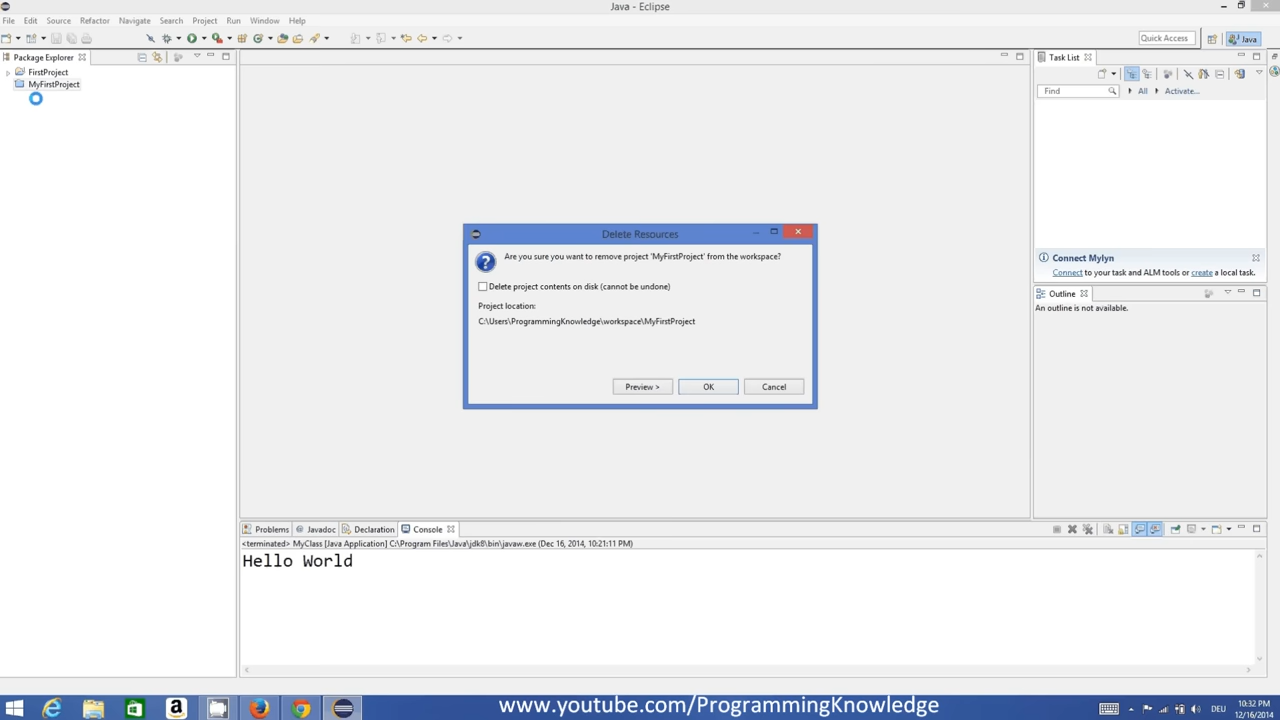 Java - Eclipse
File Edit Source Refactor Navigate Search Project Run Window Help
Quick Access Java
Package Explorer
FirstProject
MyFirstProject
Task List
Find All Activate...
Connect Mylyn
Connect to your task and ALM tools or create a local task.
Outline
An outline is not available.
Delete Resources
Are you sure you want to remove project 'MyFirstProject' from the workspace?
Delete project contents on disk (cannot be undone)
Project location:
C:\Users\ProgrammingKnowledge\workspace\MyFirstProject
Preview > OK Cancel
Problems Javadoc Declaration Console
<terminated> MyClass [Java Application] C:\Program Files\Java\jdk8\bin\javaw.exe (Dec 16, 2014, 10:21:11 PM)
Hello World
www.youtube.com/ProgrammingKnowledge
DEU
10:32 PM
12/16/2014